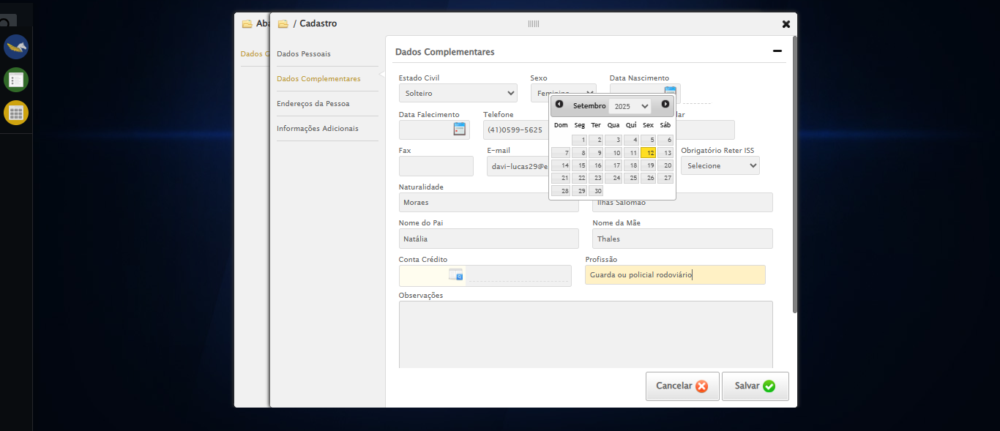 Aba
/ Cadastro
Dados
Dados Pessoais
Dados Complementares
Endereços da Pessoa
Informações Adicionais
Dados Complementares
Estado Civil
Sexo
Data Nascimento
Solteiro
Feminino
Setembro
2025
Dom Seg Ter Qua Qui Sex Sáb
1 2 3 4 5 6
7 8 9 10 11 12 13
14 15 16 17 18 19 20
21 22 23 24 25 26 27
28 29 30
Data Falecimento
Telefone
lar
(41)0599-5625
Fax
E-mail
Obrigatório Reter ISS
davi-lucas29@e
Selecione
Naturalidade
Moraes
Ilhas Salomão
Nome do Pai
Nome da Mãe
Natália
Thales
Conta Crédito
Profissão
Guarda ou policial rodoviário
Observações
Cancelar
Salvar